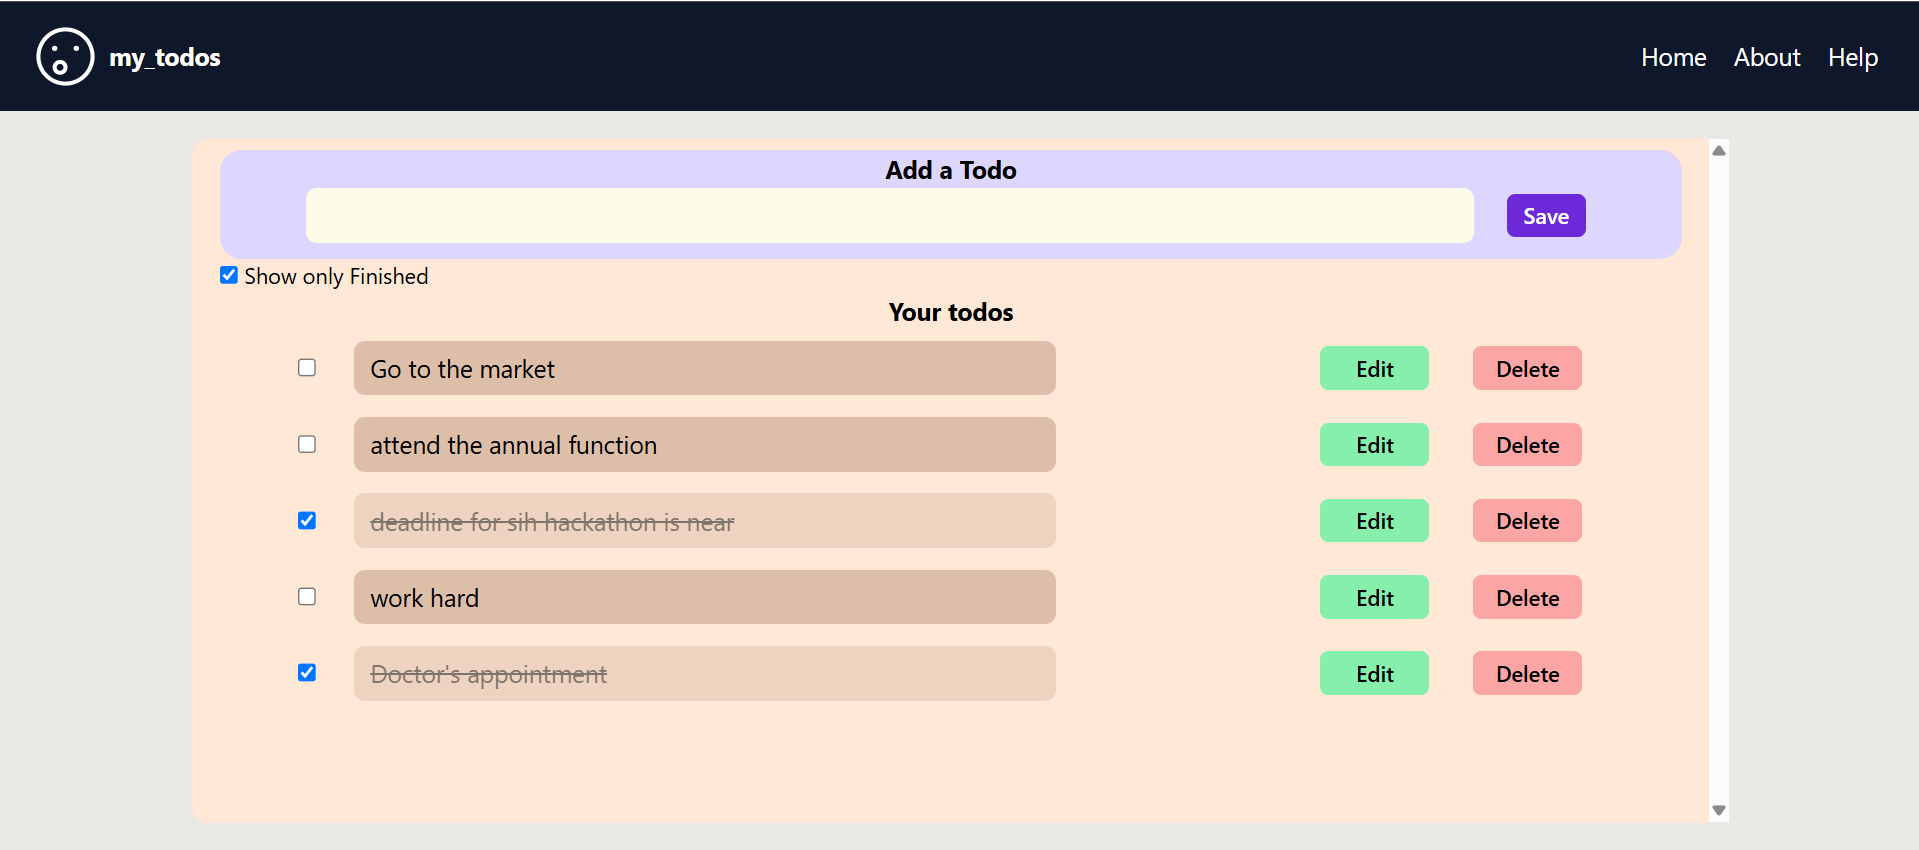 my_todos
Home About Help
Add a Todo
Save
Show only Finished
Your todos
Go to the market Edit Delete
attend the annual function Edit Delete
deadline for sih hackathon is near Edit Delete
work hard Edit Delete
Doctor's appointment Edit Delete